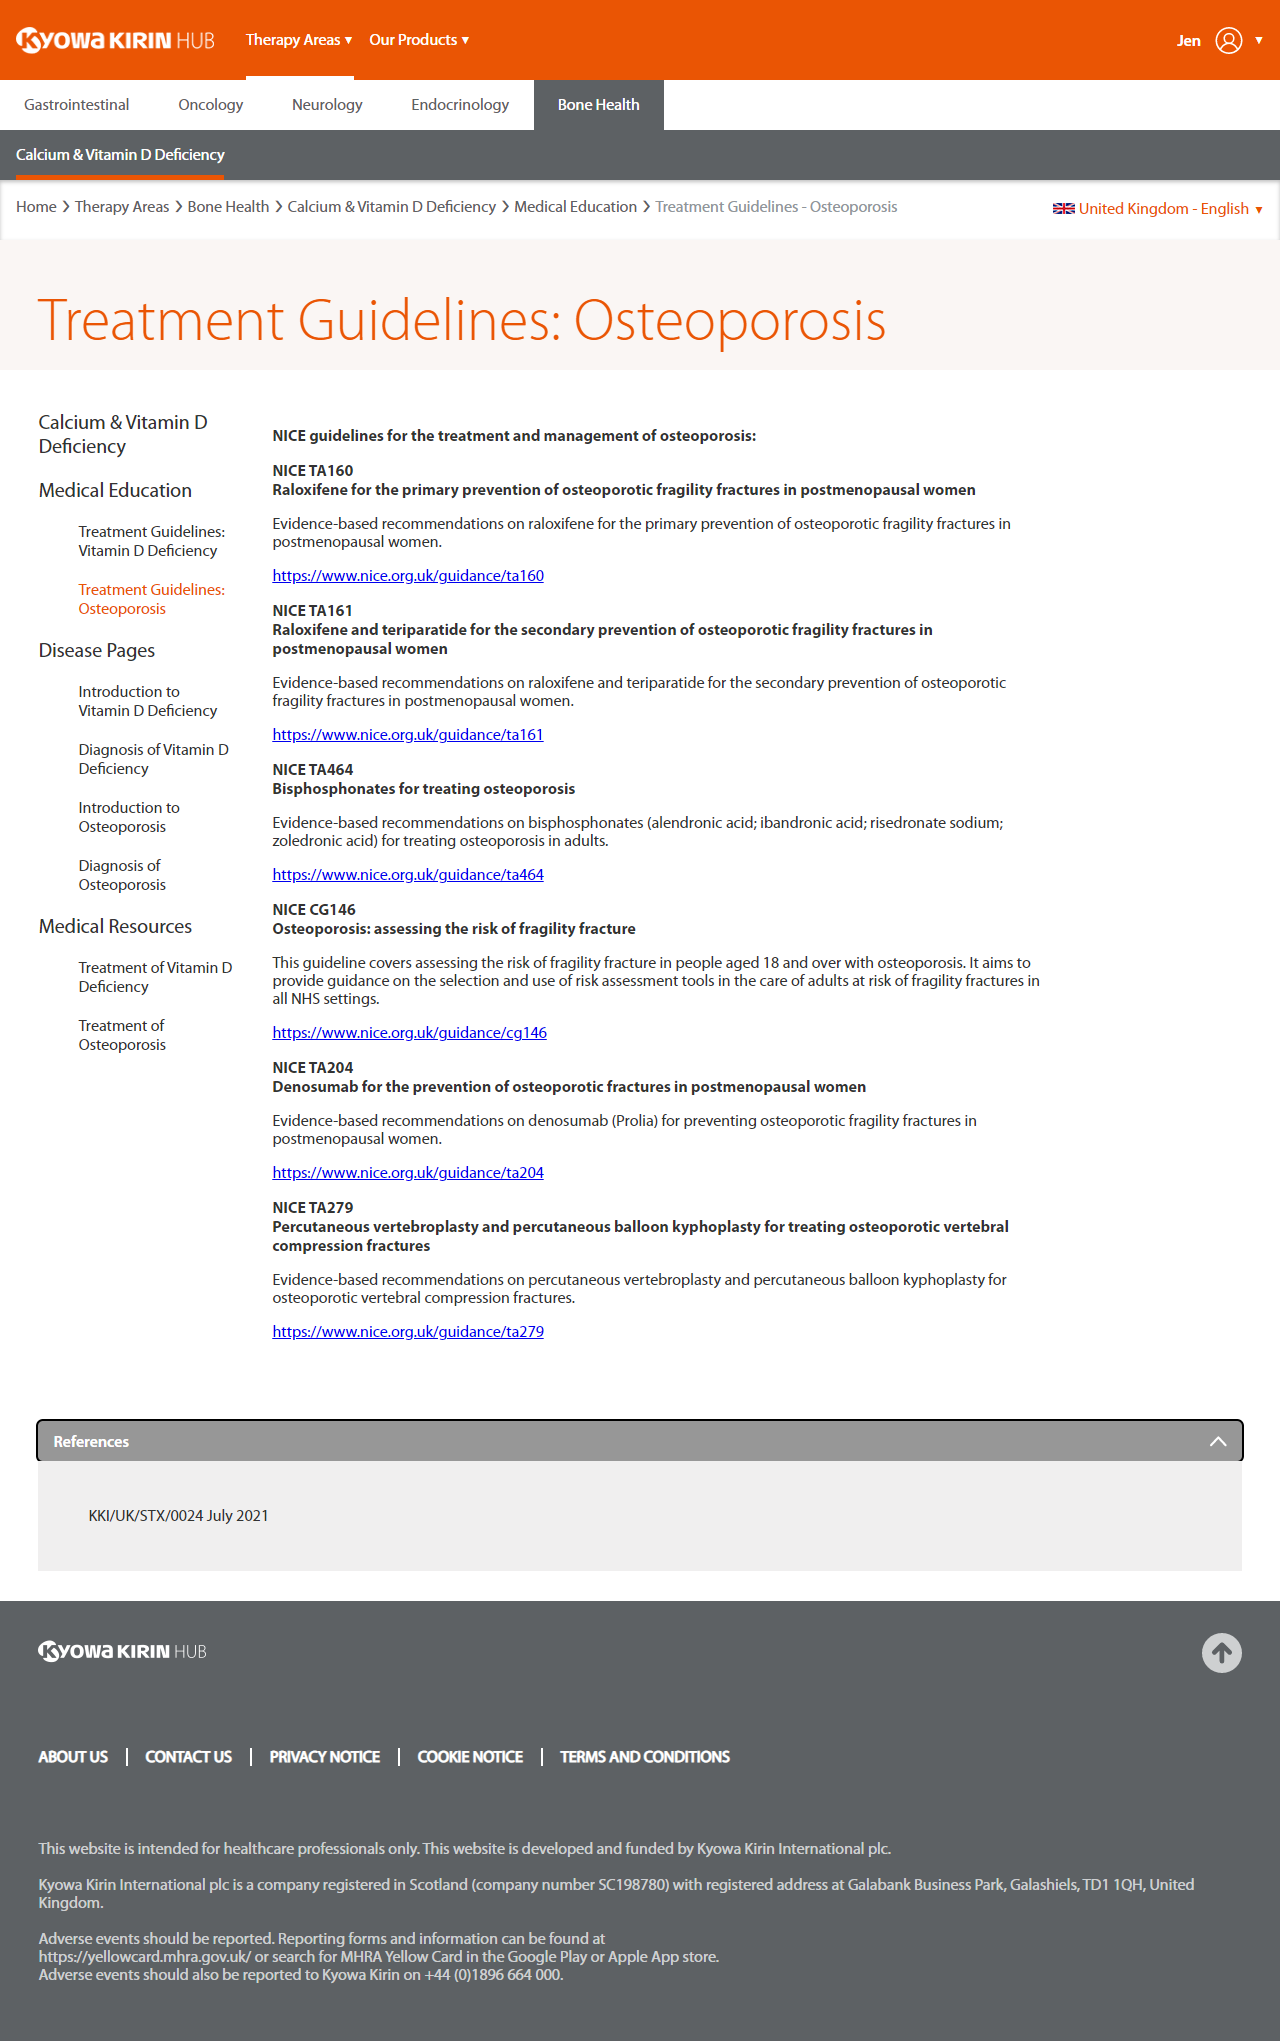 KYOWA KIRIN HUB
Therapy Areas ▼ Our Products ▼
Jen ▼
Gastrointestinal Oncology Neurology Endocrinology Bone Health
Calcium & Vitamin D Deficiency
Home > Therapy Areas > Bone Health > Calcium & Vitamin D Deficiency > Medical Education > Treatment Guidelines - Osteoporosis
United Kingdom - English ▼
Treatment Guidelines: Osteoporosis
Calcium & Vitamin D
Deficiency
Medical Education
Treatment Guidelines:
Vitamin D Deficiency
Treatment Guidelines:
Osteoporosis
Disease Pages
Introduction to
Vitamin D Deficiency
Diagnosis of Vitamin D
Deficiency
Introduction to
Osteoporosis
Diagnosis of
Osteoporosis
Medical Resources
Treatment of Vitamin D
Deficiency
Treatment of
Osteoporosis
NICE guidelines for the treatment and management of osteoporosis:
NICE TA160
Raloxifene for the primary prevention of osteoporotic fragility fractures in postmenopausal women
Evidence-based recommendations on raloxifene for the primary prevention of osteoporotic fragility fractures in
postmenopausal women.
https://www.nice.org.uk/guidance/ta160
NICE TA161
Raloxifene and teriparatide for the secondary prevention of osteoporotic fragility fractures in
postmenopausal women
Evidence-based recommendations on raloxifene and teriparatide for the secondary prevention of osteoporotic
fragility fractures in postmenopausal women.
https://www.nice.org.uk/guidance/ta161
NICE TA464
Bisphosphonates for treating osteoporosis
Evidence-based recommendations on bisphosphonates (alendronic acid; ibandronic acid; risedronate sodium;
zoledronic acid) for treating osteoporosis in adults.
https://www.nice.org.uk/guidance/ta464
NICE CG146
Osteoporosis: assessing the risk of fragility fracture
This guideline covers assessing the risk of fragility fracture in people aged 18 and over with osteoporosis. It aims to
provide guidance on the selection and use of risk assessment tools in the care of adults at risk of fragility fractures in
all NHS settings.
https://www.nice.org.uk/guidance/cg146
NICE TA204
Denosumab for the prevention of osteoporotic fractures in postmenopausal women
Evidence-based recommendations on denosumab (Prolia) for preventing osteoporotic fragility fractures in
postmenopausal women.
https://www.nice.org.uk/guidance/ta204
NICE TA279
Percutaneous vertebroplasty and percutaneous balloon kyphoplasty for treating osteoporotic vertebral
compression fractures
Evidence-based recommendations on percutaneous vertebroplasty and percutaneous balloon kyphoplasty for
osteoporotic vertebral compression fractures.
https://www.nice.org.uk/guidance/ta279
References
KKI/UK/STX/0024 July 2021
KYOWA KIRIN HUB
ABOUT US | CONTACT US | PRIVACY NOTICE | COOKIE NOTICE | TERMS AND CONDITIONS
This website is intended for healthcare professionals only. This website is developed and funded by Kyowa Kirin International plc.
Kyowa Kirin International plc is a company registered in Scotland (company number SC198780) with registered address at Galabank Business Park, Galashiels, TD1 1QH, United
Kingdom.
Adverse events should be reported. Reporting forms and information can be found at
https://yellowcard.mhra.gov.uk/ or search for MHRA Yellow Card in the Google Play or Apple App store.
Adverse events should also be reported to Kyowa Kirin on +44 (0)1896 664 000.